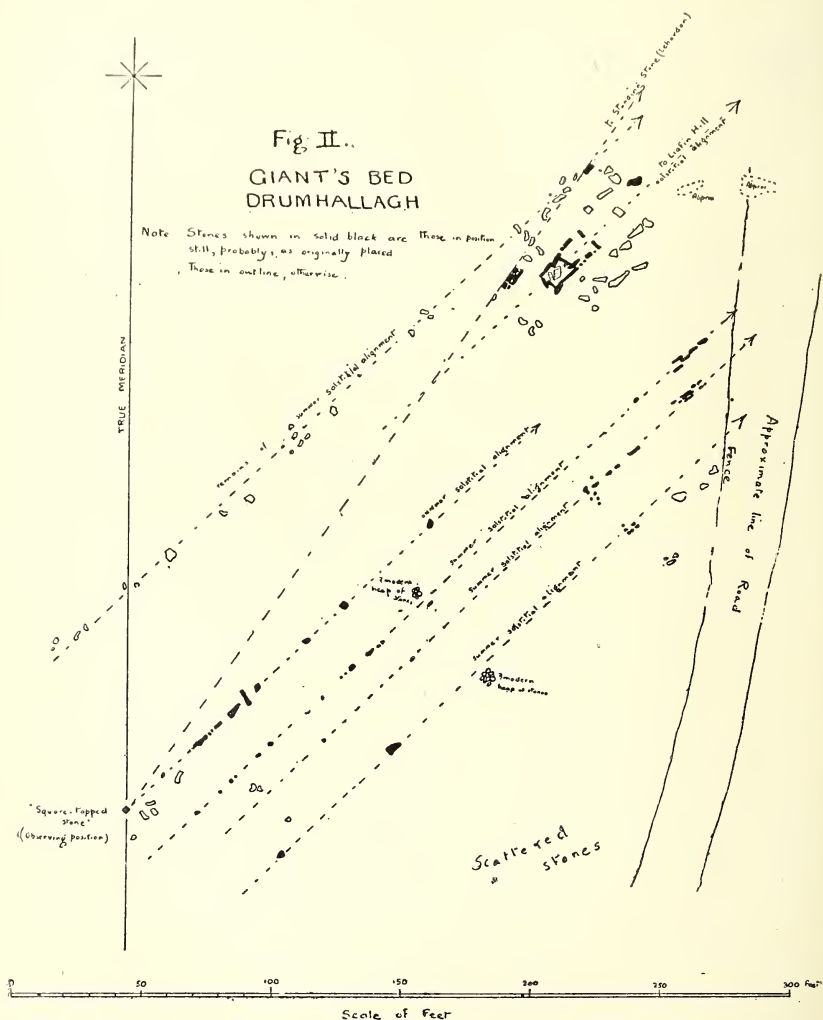 Fig II..
GIANT'S BED
DRUMHALLAGH
Note Stones shown in solid black are those in position
still, probably, as originally placed
, Those in outline, otherwise.
to Standing Stone
to Liafin Hill
solstitial alignment
Approx
Approx
TRUE MERIDIAN
remains of summer solstitial alignment
summer solstitial alignment
summer solstitial alignment
summer solstitial alignment
summer solstitial alignment
? modern
heap of
stones
? modern
heap of stones
Fence
Approximate line of Road
"Square-topped
stone"
(Observing position)
Scattered
stones
0 50 100 150 200 250 300 Feet
Scale of Feet